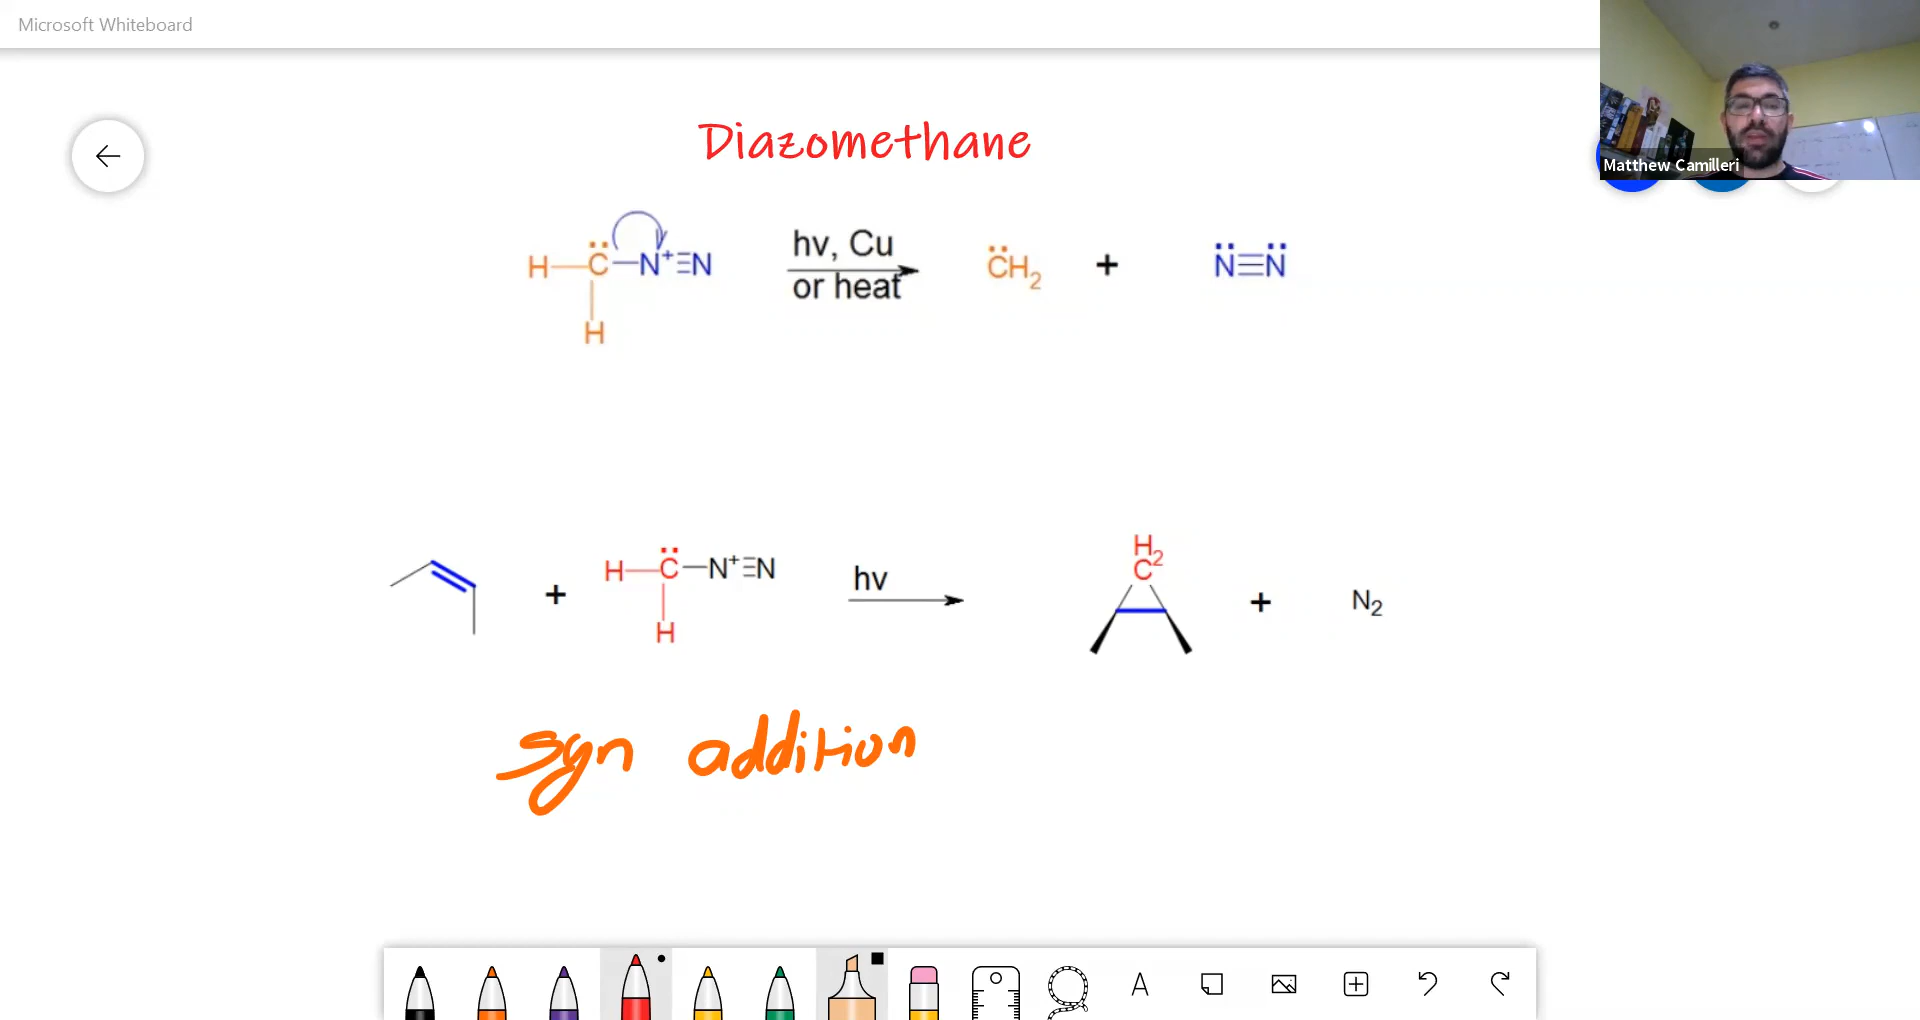 Microsoft Whiteboard
Matthew Camilleri
Diazomethane
H—C̈—N⁺≡N
H
hv, Cu
or heat
C̈H₂ + N̈≡N̈
+ H—C̈—N⁺≡N
H
hv
H₂
C
+ N₂
syn addition
A